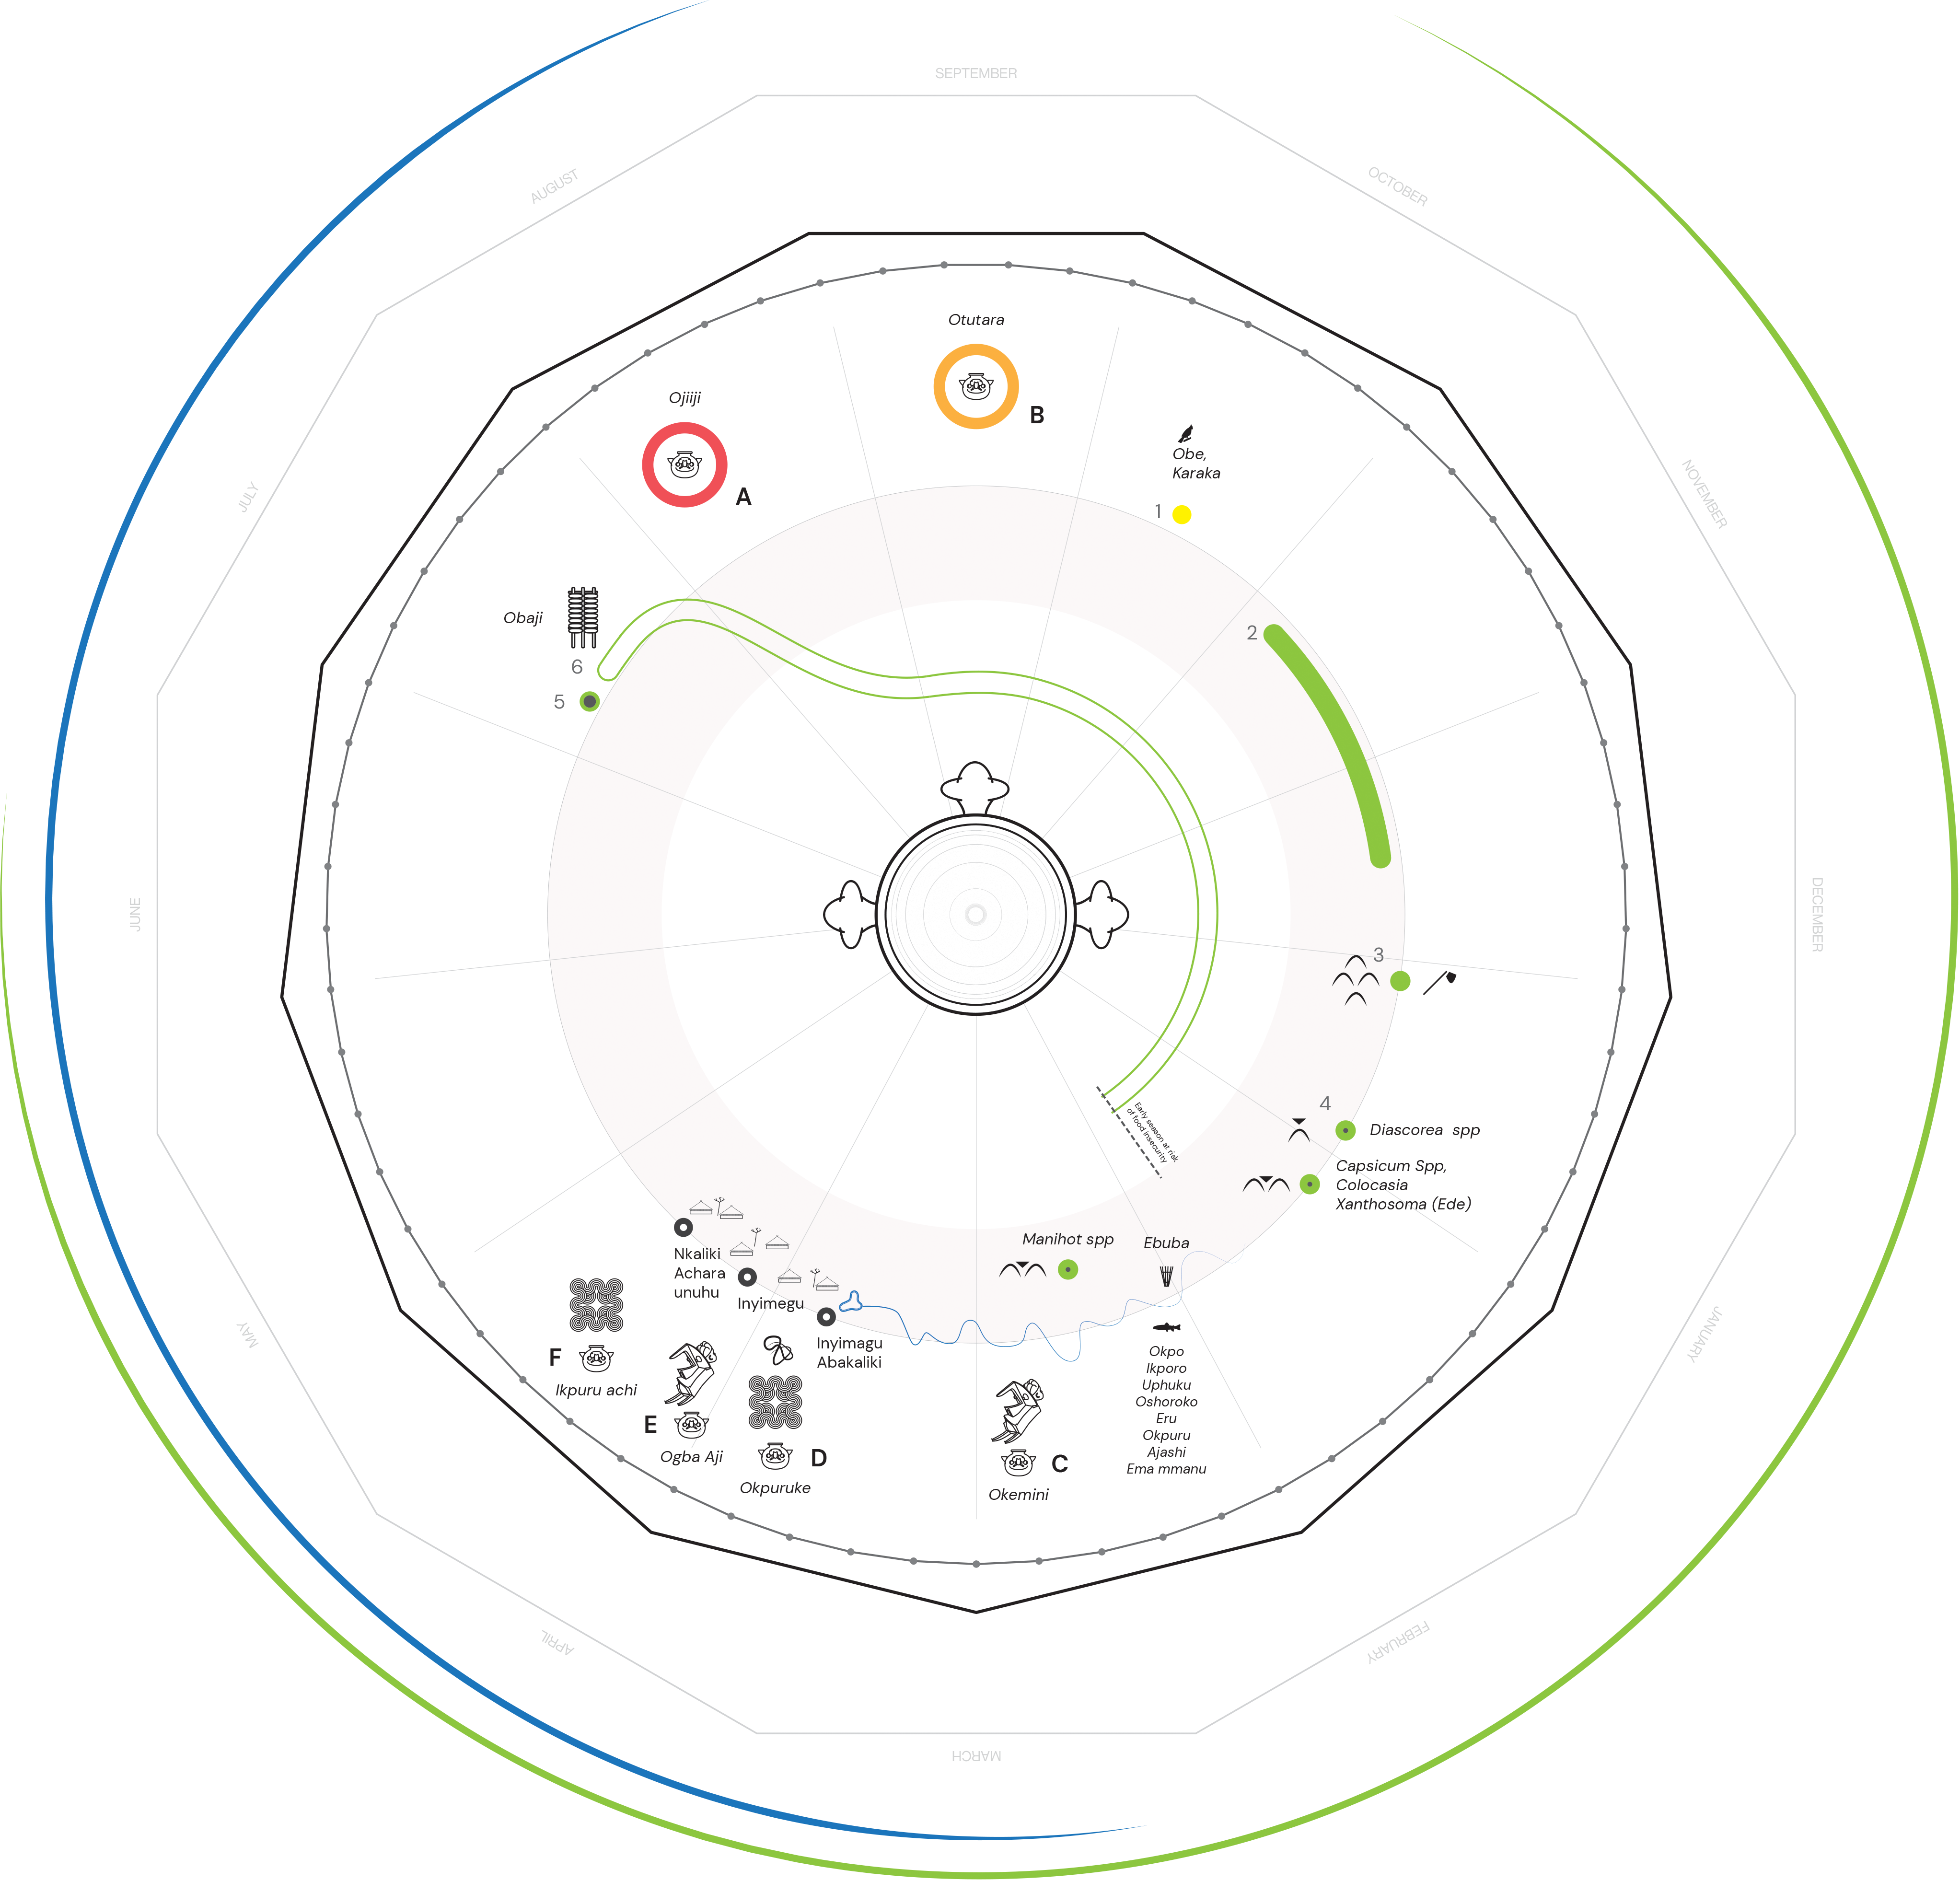 SEPTEMBER
OCTOBER
NOVEMBER
DECEMBER
JANUARY
FEBRUARY
MARCH
APRIL
MAY
JUNE
JULY
AUGUST
Otutara
B
Ojiiji
A
Obe,
Karaka
1
2
Obaji
6
5
3
4
Diascorea spp
Capsicum Spp,
Colocasia
Xanthosoma (Ede)
Early season at risk
of food insecurity
Manihot spp
Ebuba
Nkaliki
Achara
unuhu
Inyimegu
Inyimagu
Abakaliki
Okpo
Ikporo
Uphuku
Oshoroko
Eru
Okpuru
Ajashi
Ema mmanu
F
Ikpuru achi
E
Ogba Aji
D
Okpuruke
C
Okemini